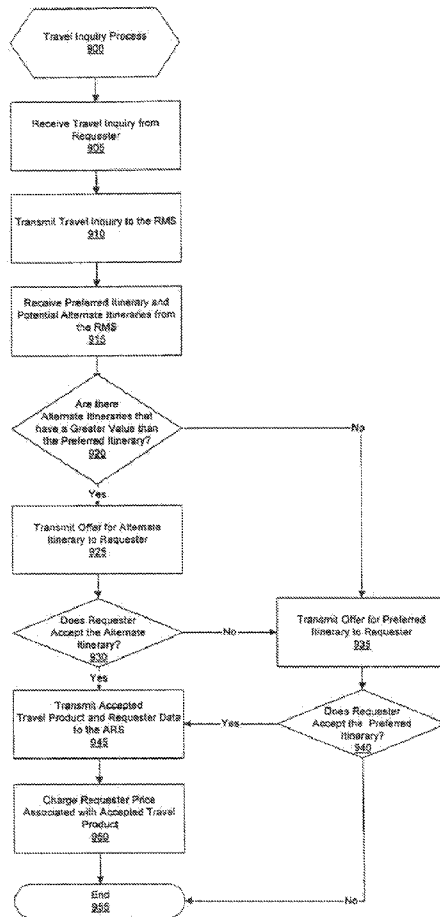 Travel Inquiry Process
900
Receive Travel Inquiry from
Requester
905
Transmit Travel Inquiry to the RMS
910
Receive Preferred Itinerary and
Potential Alternate Itineraries from
the RMS
915
Are there
Alternate Itineraries that
have a Greater Value than
the Preferred Itinerary?
920
No
Yes
Transmit Offer for Alternate
Itinerary to Requester
925
Does Requester
Accept the Alternate
Itinerary?
930
No
Transmit Offer for Preferred
Itinerary to Requester
935
Yes
Transmit Accepted
Travel Product and Requester Data
to the ARS
945
Yes
Does Requester
Accept the Preferred
Itinerary?
940
Charge Requester Price
Associated with Accepted Travel
Product
950
No
End
955